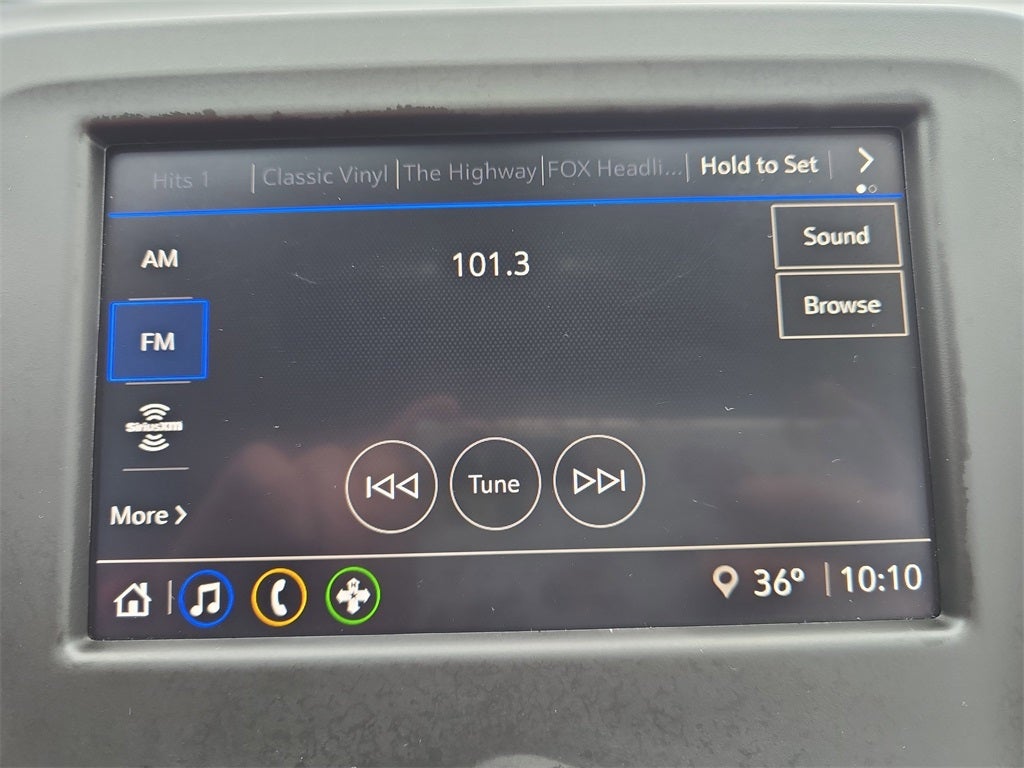 Hits 1 Classic Vinyl The Highway FOX Headli... Hold to Set
AM
101.3
Sound
FM
Browse
SiriusXM
Tune
More
36° 10:10